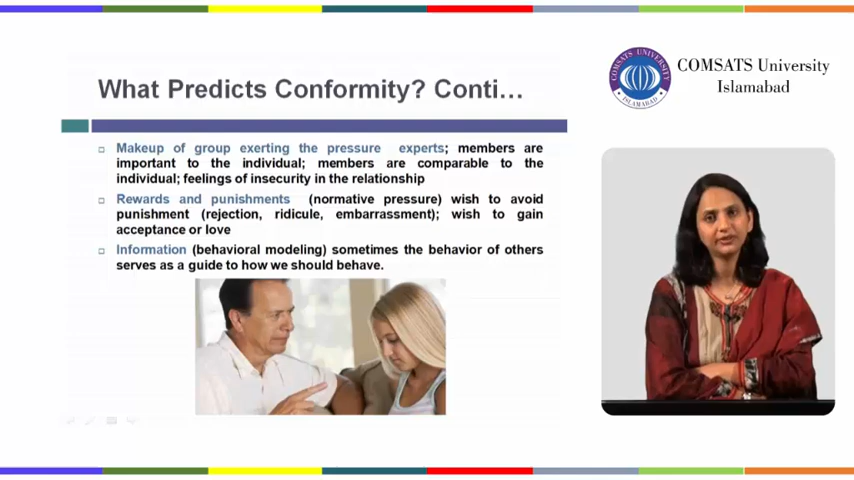 What Predicts Conformity? Conti...
COMSATS University
Islamabad
COMSATS UNIVERSITY
ISLAMABAD
Makeup of group exerting the pressure experts; members are
important to the individual; members are comparable to the
individual; feelings of insecurity in the relationship
Rewards and punishments (normative pressure) wish to avoid
punishment (rejection, ridicule, embarrassment); wish to gain
acceptance or love
Information (behavioral modeling) sometimes the behavior of others
serves as a guide to how we should behave.